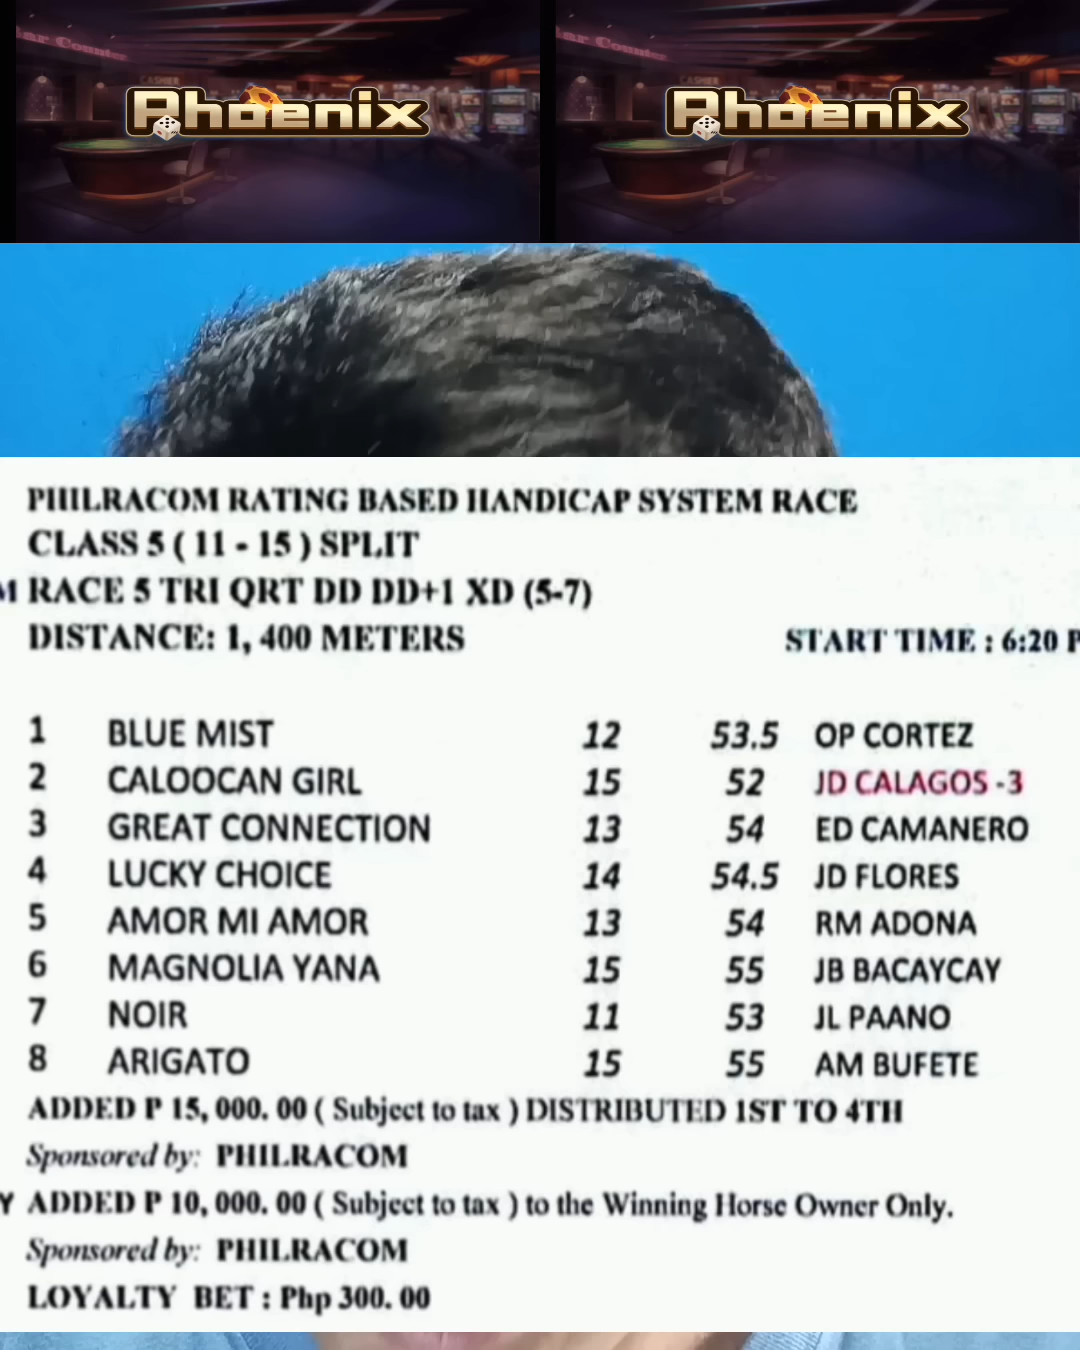 Phoenix
Phoenix
PHILRACOM RATING BASED HANDICAP SYSTEM RACE
CLASS 5 ( 11 - 15 ) SPLIT
RACE 5 TRI QRT DD DD+1 XD (5-7)
DISTANCE: 1, 400 METERS START TIME : 6:20 P
1 BLUE MIST 12 53.5 OP CORTEZ
2 CALOOCAN GIRL 15 52 JD CALAGOS -3
3 GREAT CONNECTION 13 54 ED CAMANERO
4 LUCKY CHOICE 14 54.5 JD FLORES
5 AMOR MI AMOR 13 54 RM ADONA
6 MAGNOLIA YANA 15 55 JB BACAYCAY
7 NOIR 11 53 JL PAANO
8 ARIGATO 15 55 AM BUFETE
ADDED P 15, 000. 00 ( Subject to tax ) DISTRIBUTED 1ST TO 4TH
Sponsored by: PHILRACOM
Y ADDED P 10, 000. 00 ( Subject to tax ) to the Winning Horse Owner Only.
Sponsored by: PHILRACOM
LOYALTY BET : Php 300. 00